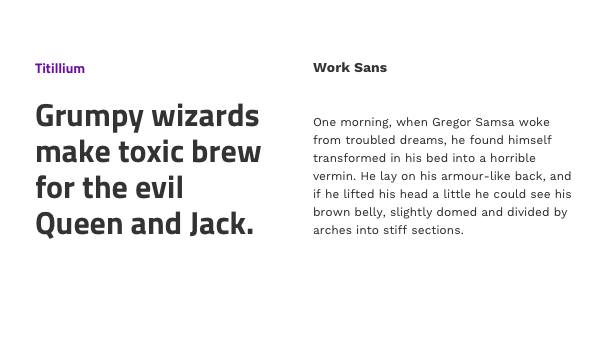 Titillium
Grumpy wizards
make toxic brew
for the evil
Queen and Jack.
Work Sans
One morning, when Gregor Samsa woke
from troubled dreams, he found himself
transformed in his bed into a horrible
vermin. He lay on his armour-like back, and
if he lifted his head a little he could see his
brown belly, slightly domed and divided by
arches into stiff sections.